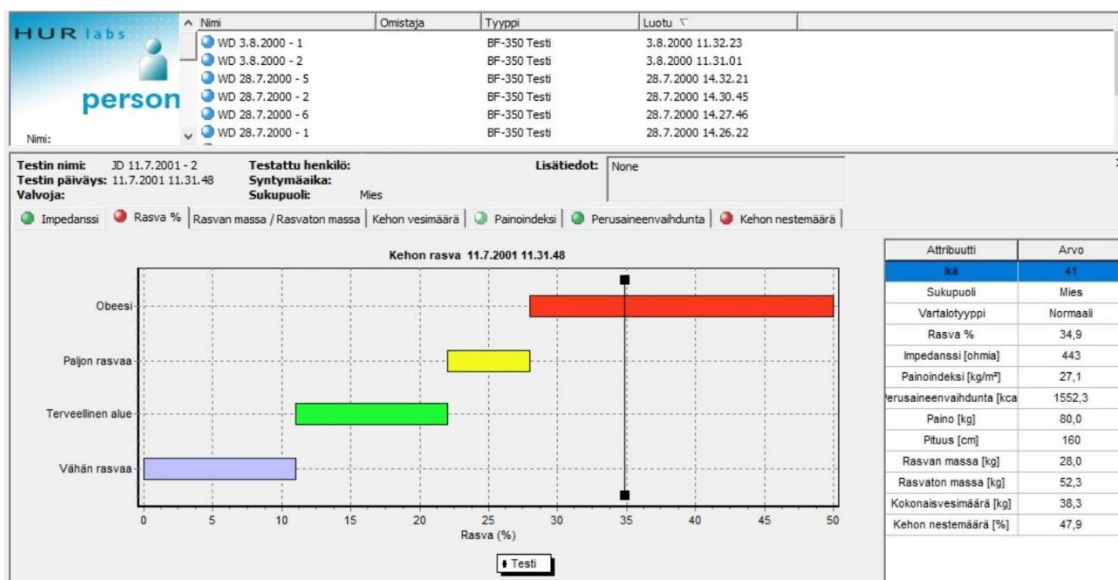 HUR labs
person
Nimi:
Nimi Omistaja Tyyppi Luotu
WD 3.8.2000 - 1 BF-350 Testi 3.8.2000 11.32.23
WD 3.8.2000 - 2 BF-350 Testi 3.8.2000 11.31.01
WD 28.7.2000 - 5 BF-350 Testi 28.7.2000 14.32.21
WD 28.7.2000 - 2 BF-350 Testi 28.7.2000 14.30.45
WD 28.7.2000 - 6 BF-350 Testi 28.7.2000 14.27.46
WD 28.7.2000 - 1 BF-350 Testi 28.7.2000 14.26.22
Testin nimi: JD 11.7.2001 - 2 Testattu henkilö: Lisätiedot: None
Testin päiväys: 11.7.2001 11.31.48 Syntymäaika:
Valvoja: Sukupuoli: Mies
Impedanssi Rasva % Rasvan massa / Rasvaton massa Kehon vesimäärä Painoindeksi Perusaineenvaihdunta Kehon nestemäärä
Kehon rasva 11.7.2001 11.31.48
Obeesi
Paljon rasvaa
Terveellinen alue
Vähän rasvaa
0 5 10 15 20 25 30 35 40 45 50
Rasva (%)
Testi
Attribuutti Arvo
Ikä 41
Sukupuoli Mies
Vartalotyyppi Normaali
Rasva % 34,9
Impedanssi [ohmia] 443
Painoindeksi [kg/m²] 27,1
Perusaineenvaihdunta [kca 1552,3
Paino [kg] 80,0
Pituus [cm] 160
Rasvan massa [kg] 28,0
Rasvaton massa [kg] 52,3
Kokonaisvesimäärä [kg] 38,3
Kehon nestemäärä [%] 47,9